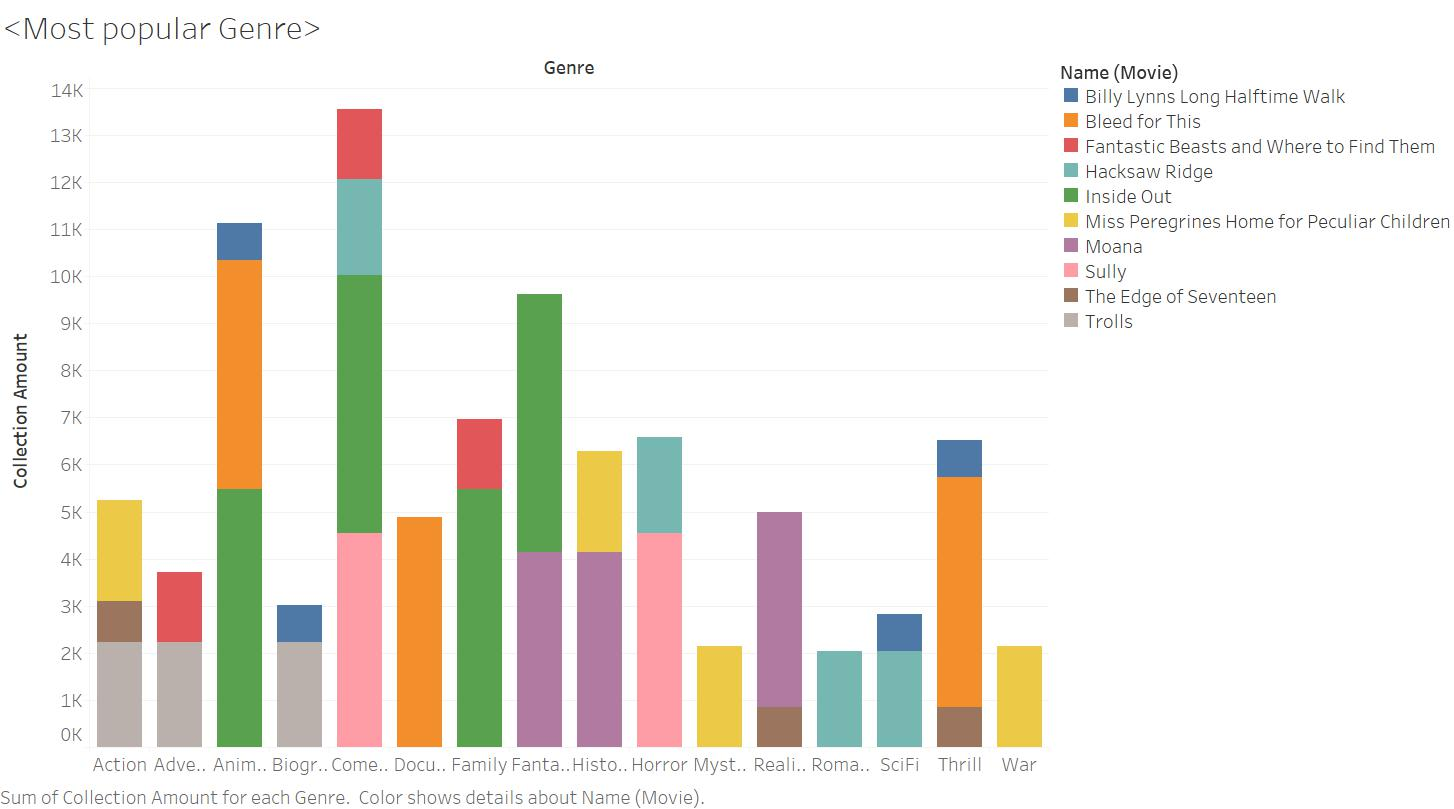 <Most popular Genre>
Genre
Name (Movie)
Billy Lynns Long Halftime Walk
Bleed for This
Fantastic Beasts and Where to Find Them
Hacksaw Ridge
Inside Out
Miss Peregrines Home for Peculiar Children
Moana
Sully
The Edge of Seventeen
Trolls
Collection Amount
14K
13K
12K
11K
10K
9K
8K
7K
6K
5K
4K
3K
2K
1K
0K
Action Adve.. Anim.. Biogr.. Come.. Docu.. Family Fanta.. Histo.. Horror Myst.. Reali.. Roma.. SciFi Thrill War
Sum of Collection Amount for each Genre. Color shows details about Name (Movie).